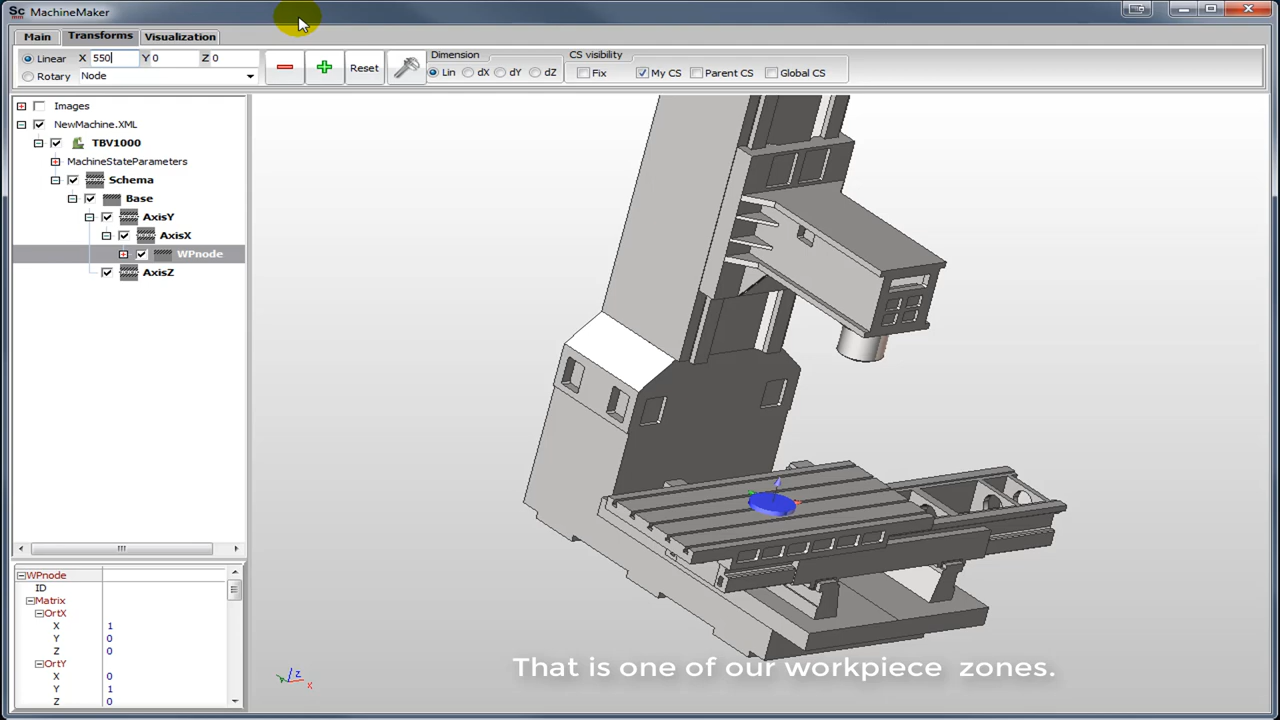 Sc MachineMaker
Main Transforms Visualization
Linear X 550 Y 0 Z 0
Rotary Node
Reset
Dimension
Lin dX dY dZ
CS visibility
Fix My CS Parent CS Global CS
Images
NewMachine.XML
TBV1000
MachineStateParameters
Schema
Base
AxisY
AxisX
WPnode
AxisZ
WPnode
ID
Matrix
OrtX
X 1
Y 0
Z 0
OrtY
X 0
Y 1
Z 0
Z
X
That is one of our workpiece zones.